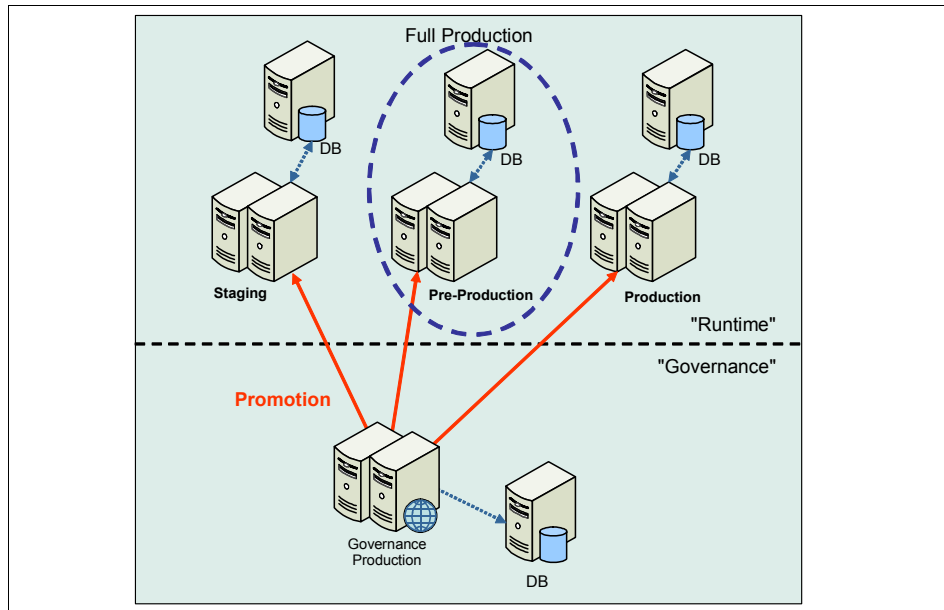 Full Production
DB
DB
DB
Staging
Pre-Production
Production
"Runtime"
"Governance"
Promotion
Governance
Production
DB